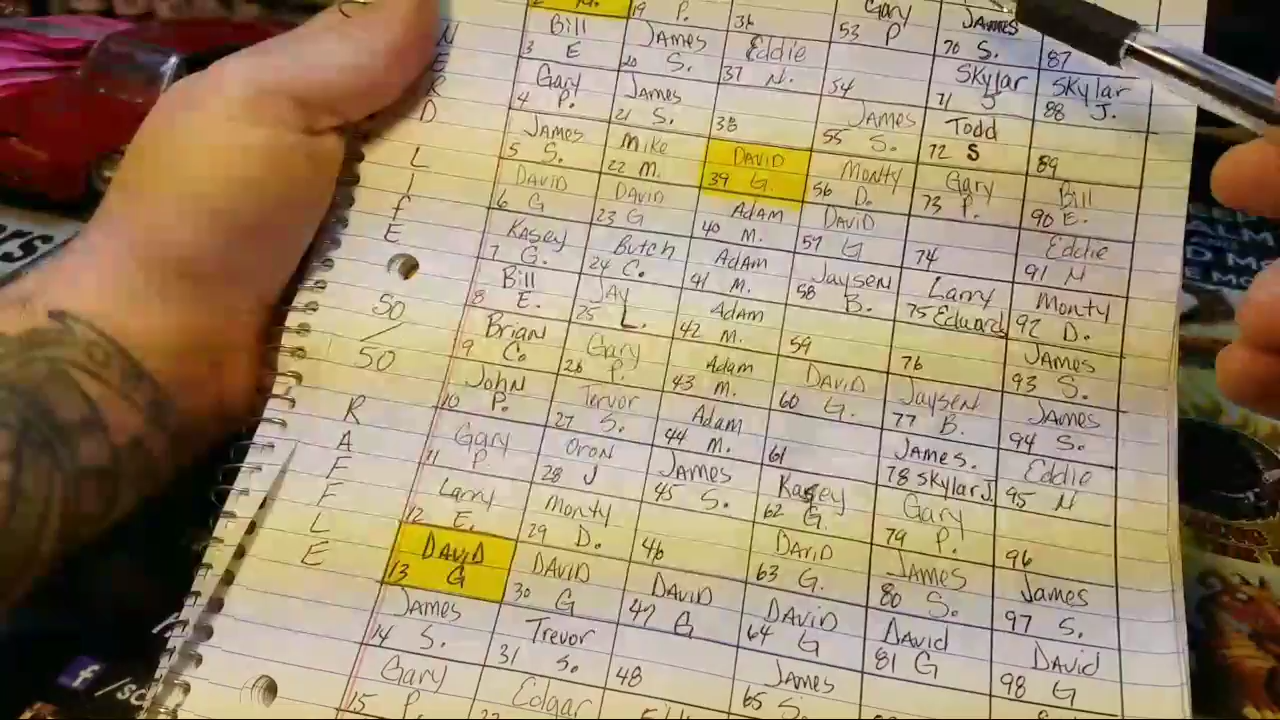 19 P.
36
Gary
53 P
James
70 S.
87
Bill
3 E
James
20 S.
Eddie
37 N.
54
Skylar
71 J
Skylar
88 J.
Gary
4 P.
James
21 S.
38
James
55 S.
Todd
72 S
89
James
5 S.
Mike
22 M.
DAVID
39 G.
Monty
56 D.
Gary
73 P.
Bill
90 E.
David
6 G
David
23 G
Adam
40 M.
David
57 G
74
Eddie
91 N
Kasey
7 G.
Butch
24 C.
Adam
41 M.
Jaysen
58 B.
Larry
75 Edward
Monty
92 D.
Bill
8 E.
JAY
25 L.
Adam
42 M.
59
76
James
93 S.
Brian
9 C.
Gary
26 P.
Adam
43 M.
David
60 G.
Jaysen
77 B.
James
94 S.
John
10 P.
Trevor
27 S.
Adam
44 M.
61
James.
78 Skylar J.
Eddie
95 N
Gary
11 P.
Oron
28 J
James
45 S.
Kasey
62 G.
Gary
79 P.
96
Larry
12 E.
Monty
29 D.
46
David
63 G.
James
80 S.
James
97 S.
DAVID
13 G
David
30 G
David
47 G
David
64 G
David
81 G
David
98 G
James
14 S.
Trevor
31 S.
48
James
65 S.
Gary
15 P.
Edgar
N
E
R
D
L
I
f
E
50
/
50
R
A
F
F
L
E